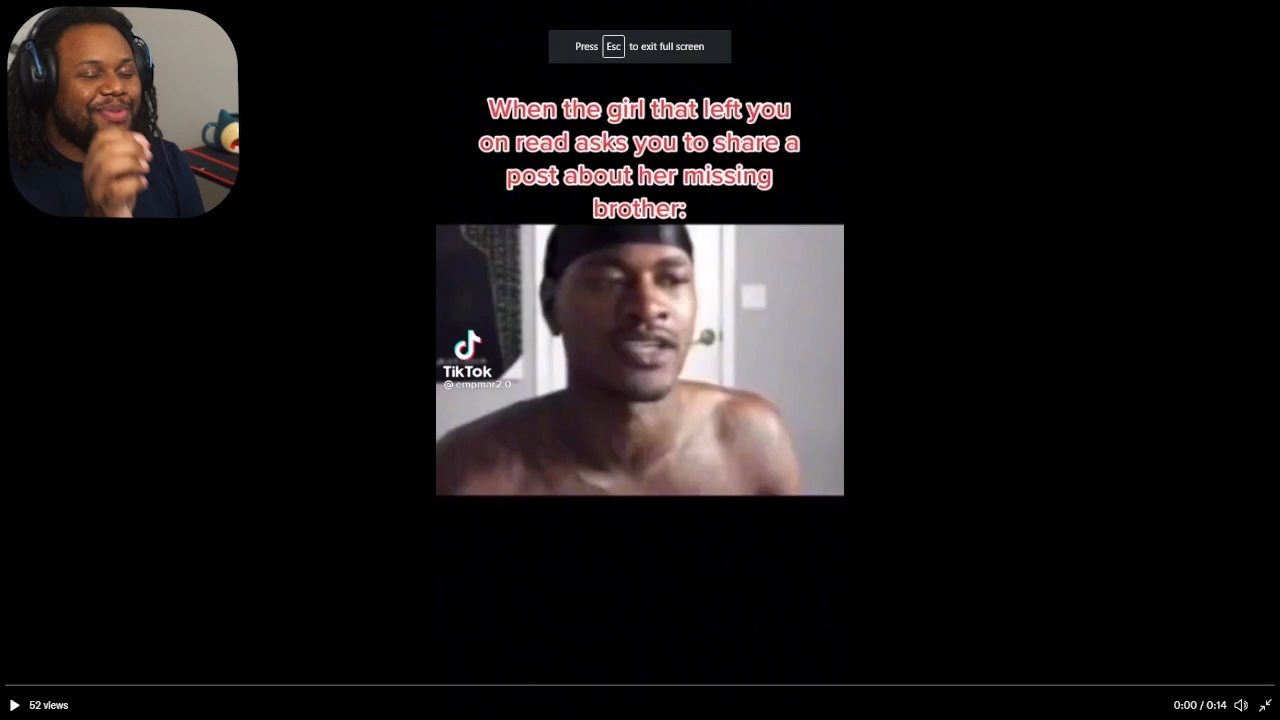 Press Esc to exit full screen
When the girl that left you
on read asks you to share a
post about her missing
brother:
TikTok
@empmar2.0
52 views
0:00 / 0:14